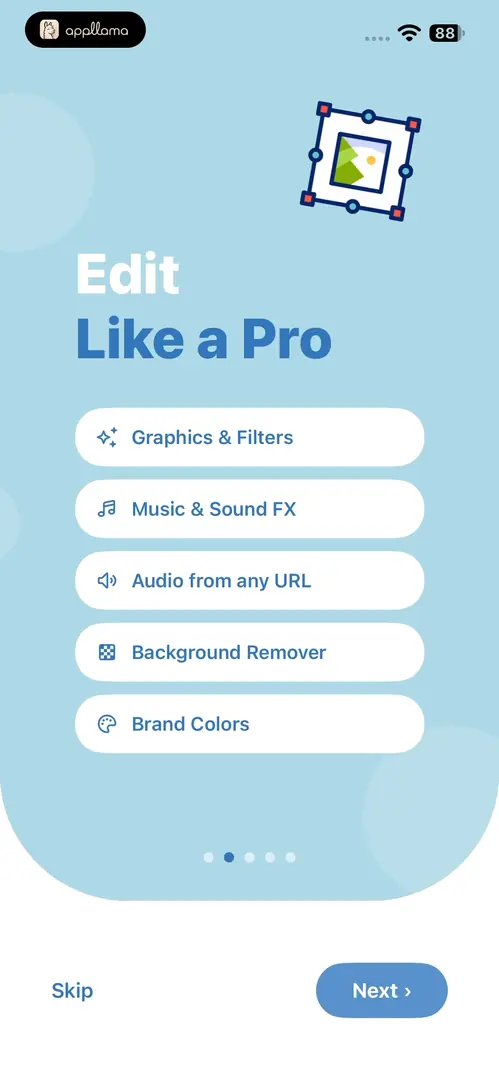 appllama
88
Edit
Like a Pro
Graphics & Filters
Music & Sound FX
Audio from any URL
Background Remover
Brand Colors
Skip
Next ›